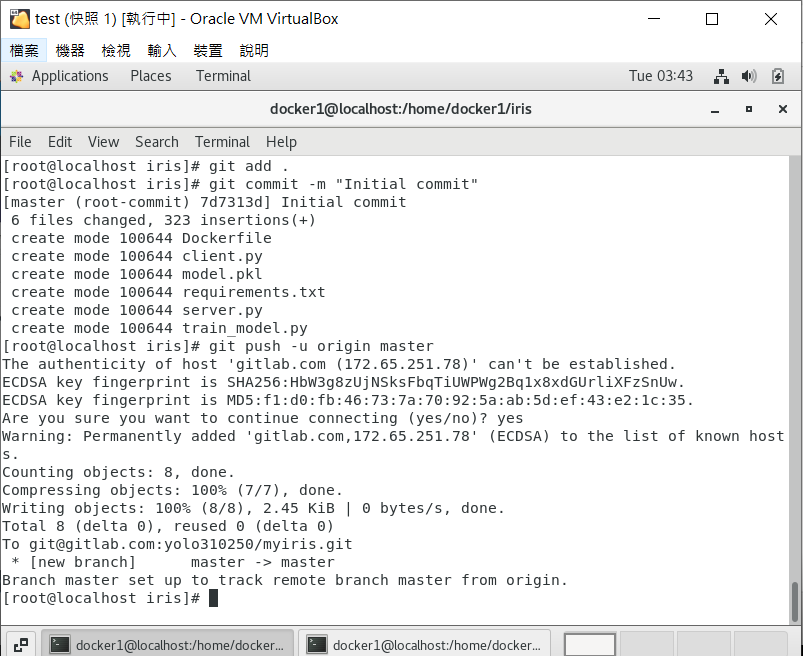 test (快照 1) [執行中] - Oracle VM VirtualBox
檔案 機器 檢視 輸入 裝置 說明
Applications Places Terminal Tue 03:43
docker1@localhost:/home/docker1/iris
File Edit View Search Terminal Help
[root@localhost iris]# git add .
[root@localhost iris]# git commit -m "Initial commit"
[master (root-commit) 7d7313d] Initial commit
 6 files changed, 323 insertions(+)
 create mode 100644 Dockerfile
 create mode 100644 client.py
 create mode 100644 model.pkl
 create mode 100644 requirements.txt
 create mode 100644 server.py
 create mode 100644 train_model.py
[root@localhost iris]# git push -u origin master
The authenticity of host 'gitlab.com (172.65.251.78)' can't be established.
ECDSA key fingerprint is SHA256:HbW3g8zUjNSksFbqTiUWPWg2Bq1x8xdGUrliXFzSnUw.
ECDSA key fingerprint is MD5:f1:d0:fb:46:73:7a:70:92:5a:ab:5d:ef:43:e2:1c:35.
Are you sure you want to continue connecting (yes/no)? yes
Warning: Permanently added 'gitlab.com,172.65.251.78' (ECDSA) to the list of known host
s.
Counting objects: 8, done.
Compressing objects: 100% (7/7), done.
Writing objects: 100% (8/8), 2.45 KiB | 0 bytes/s, done.
Total 8 (delta 0), reused 0 (delta 0)
To git@gitlab.com:yolo310250/myiris.git
 * [new branch]      master -> master
Branch master set up to track remote branch master from origin.
[root@localhost iris]#
docker1@localhost:/home/docker... docker1@localhost:/home/docker...